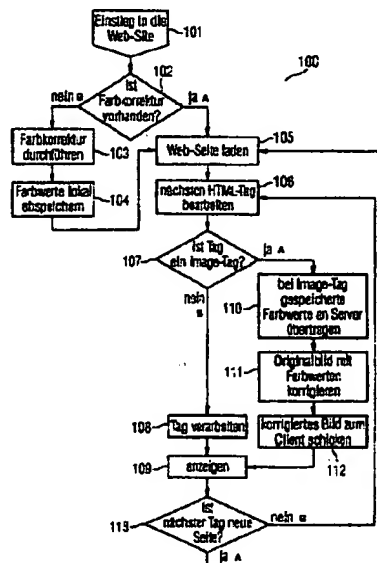 Einstieg in die
Web-Site
101
100
102
Ist
Farbkorrektur
vorhanden?
nein B
ja A
Farbkorrektur
durchführen
103
Web-Seite laden
105
Farbwerte lokal
abspeichern
104
nächsten HTML-Tag
bearbeiten
106
107
Ist Tag
ein Image-Tag?
ja A
nein
B
110
bei Image-Tag
gespeicherte
Farbwerte an Server
übertragen
111
Originalbild mit
Farbwerten
korrigieren
108
Tag verarbeiten
korrigiertes Bild zum
Client schicken
112
109
anzeigen
113
Ist
nächster Tag neue
Seite?
nein B
ja A